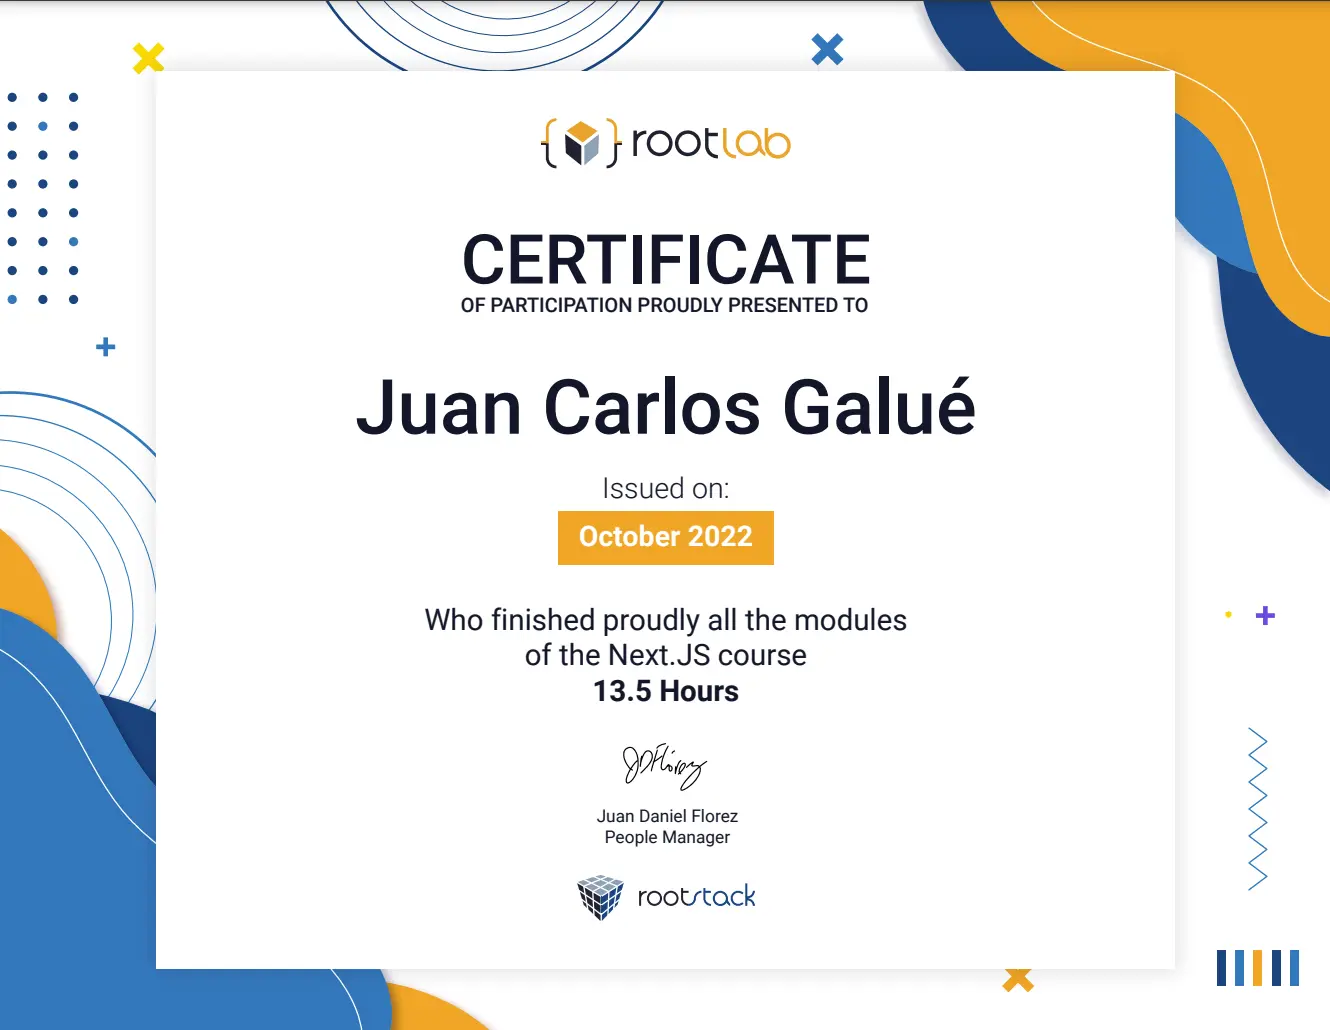 rootlab
CERTIFICATE
OF PARTICIPATION PROUDLY PRESENTED TO
Juan Carlos Galué
Issued on:
October 2022
Who finished proudly all the modules
of the Next.JS course
13.5 Hours
JDFlórez
Juan Daniel Florez
People Manager
rootstack